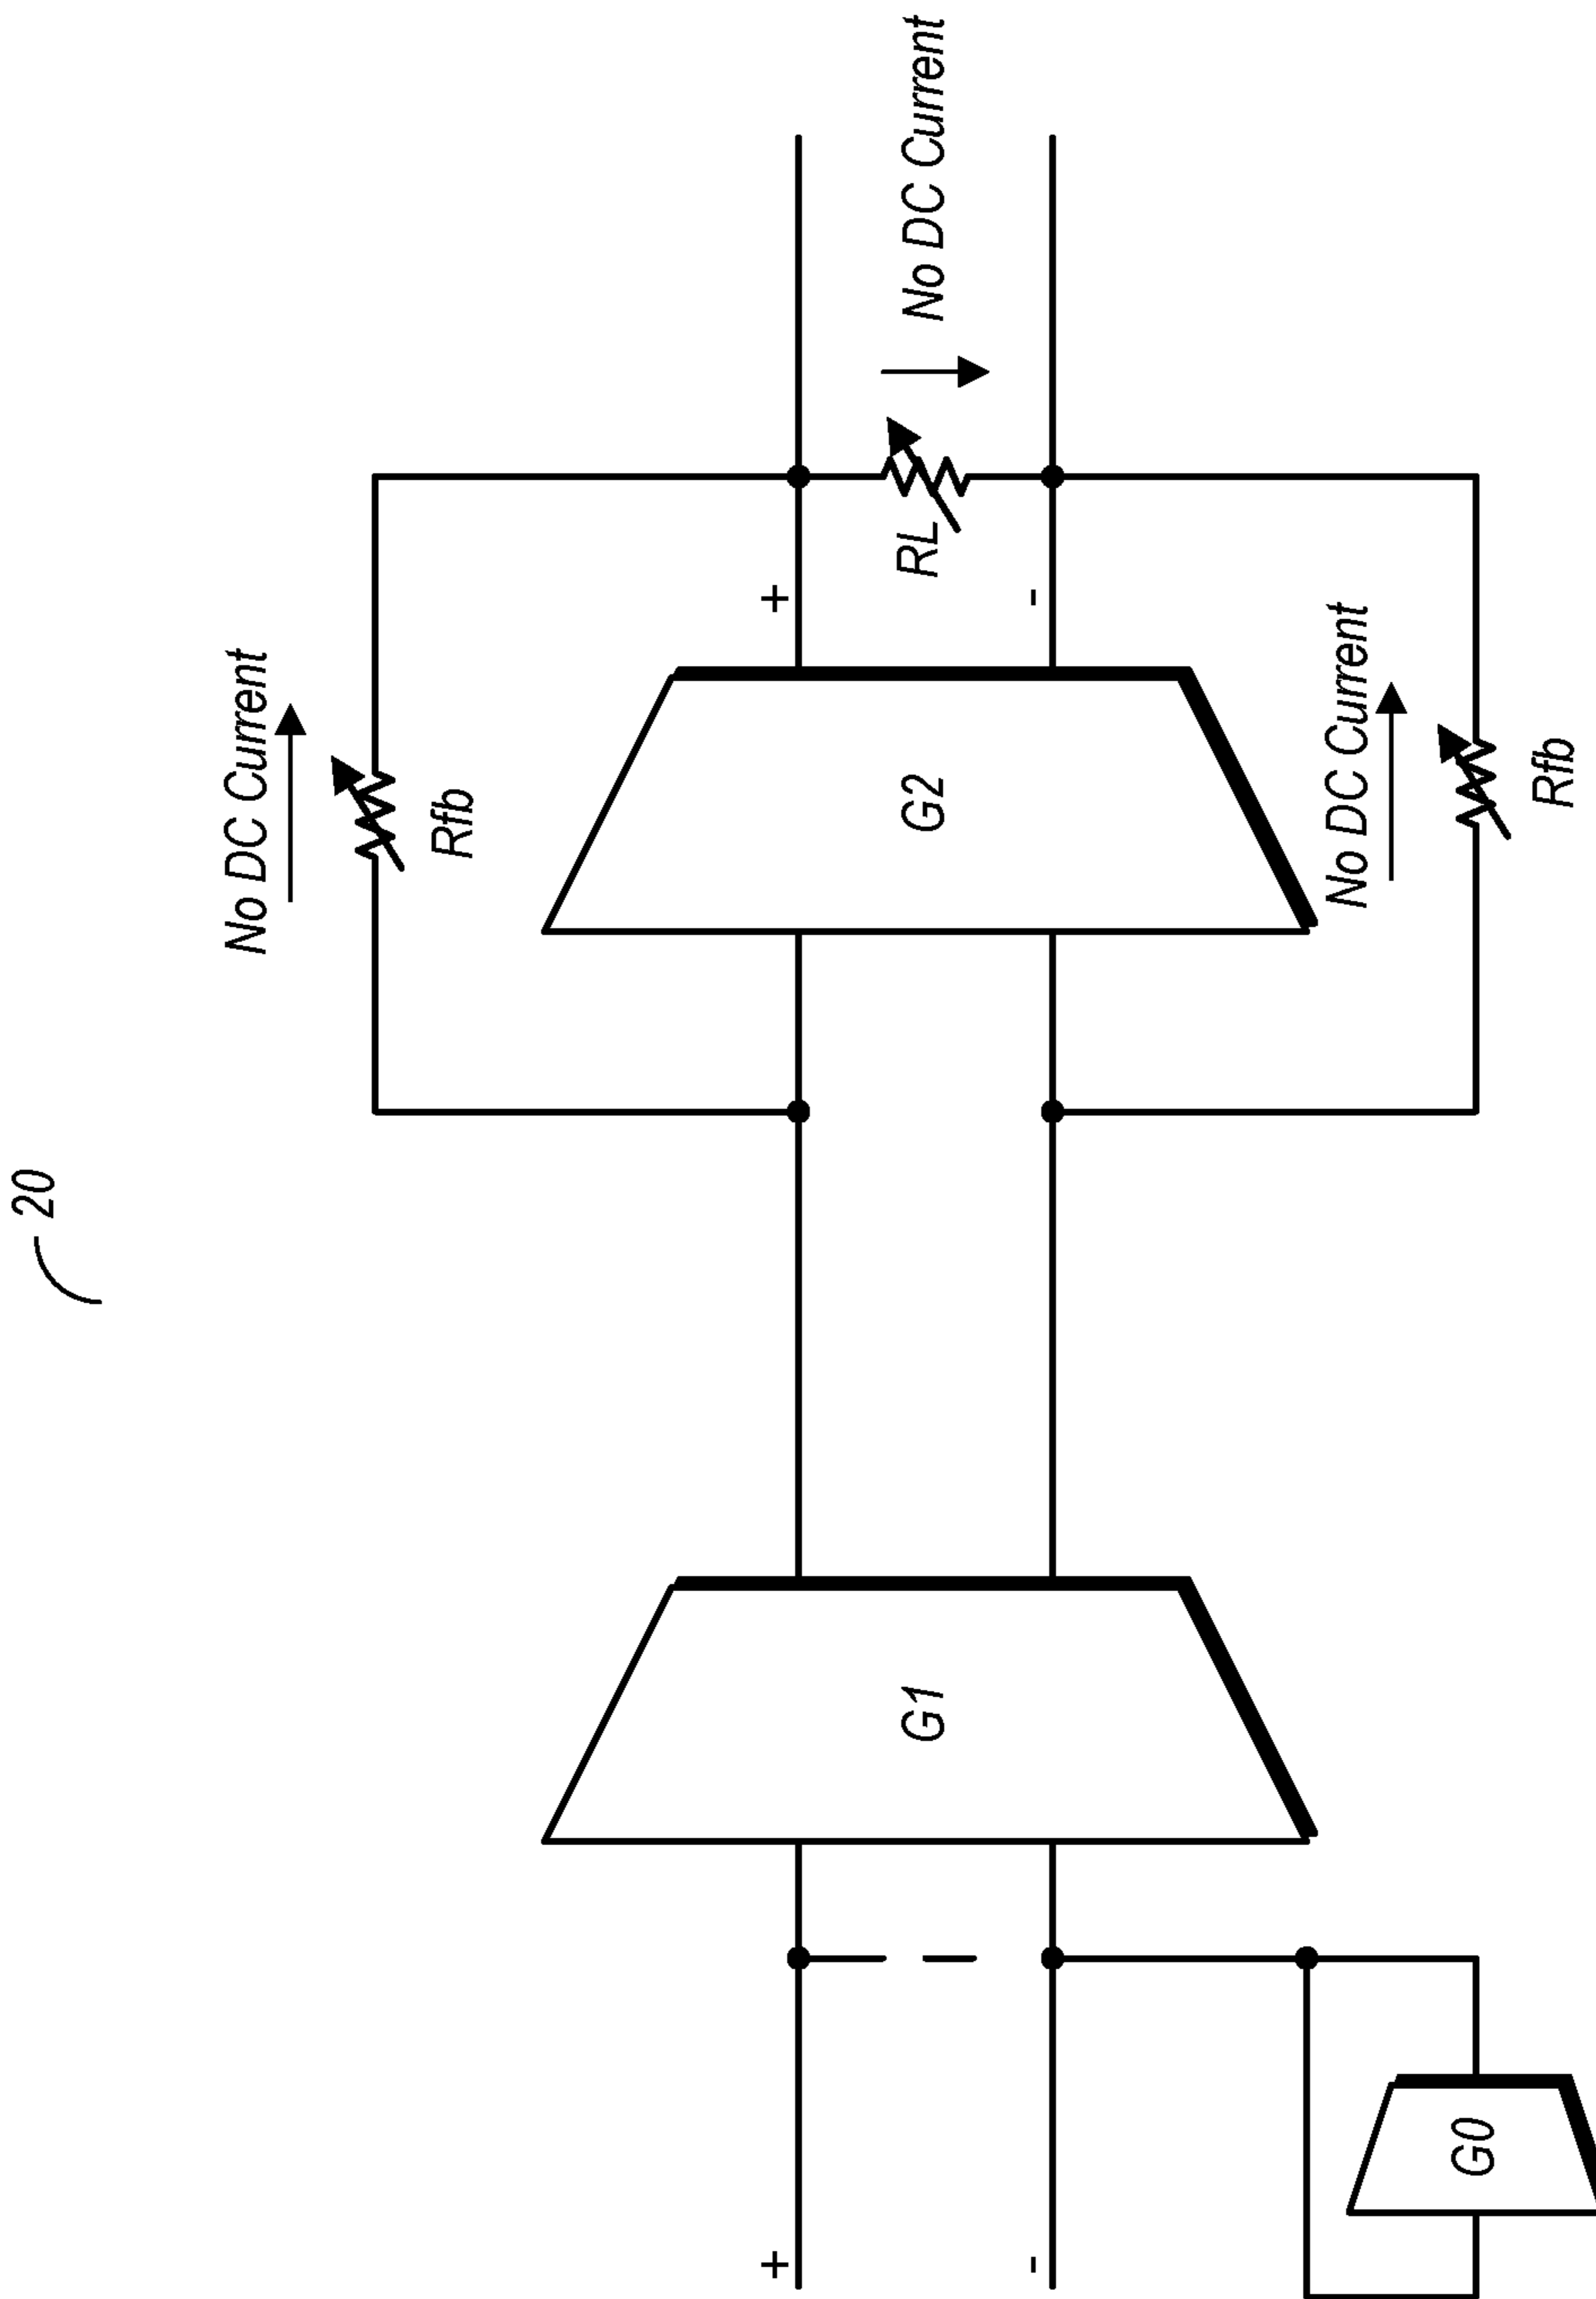 20
No DC Current
Rfb
+
+
G1
G2
RL
No DC Current
-
-
No DC Current
G0
Rfb